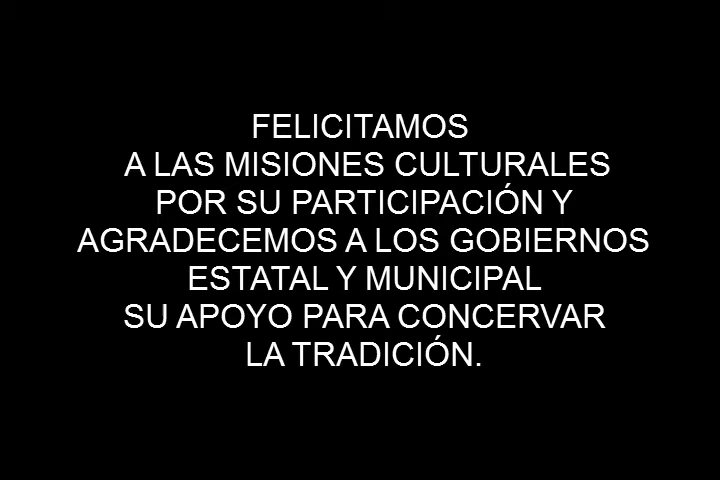 FELICITAMOS
A LAS MISIONES CULTURALES
POR SU PARTICIPACIÓN Y
AGRADECEMOS A LOS GOBIERNOS
ESTATAL Y MUNICIPAL
SU APOYO PARA CONCERVAR
LA TRADICIÓN.